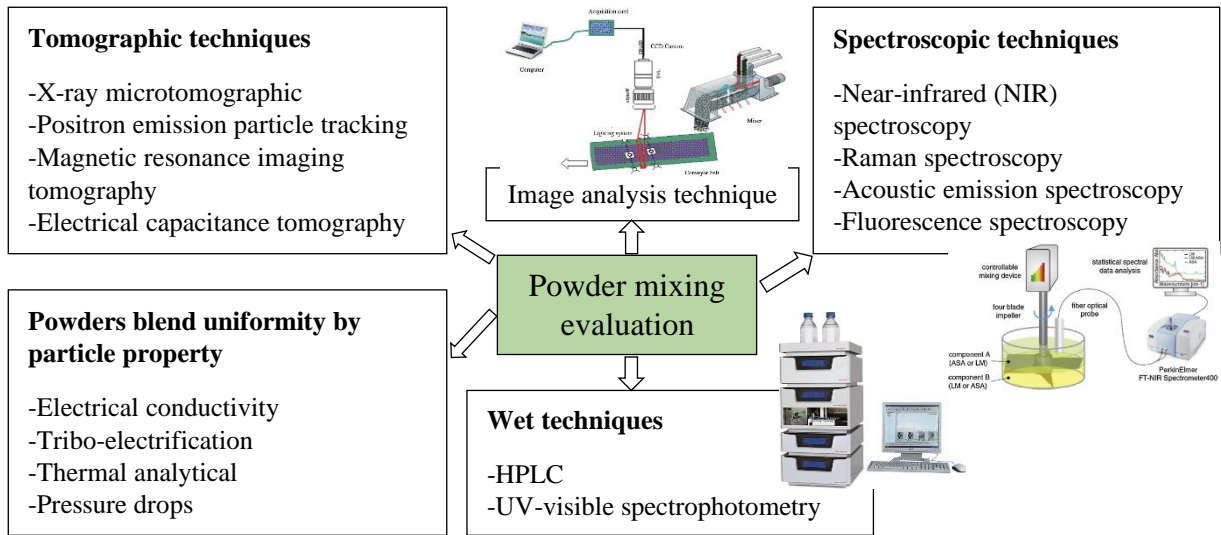 Tomographic techniques
-X-ray microtomographic
-Positron emission particle tracking
-Magnetic resonance imaging
tomography
-Electrical capacitance tomography
Acquisition card
CCD Camera
Computer
Mixer
Lighting system
Conveyor belt
Image analysis technique
Spectroscopic techniques
-Near-infrared (NIR)
spectroscopy
-Raman spectroscopy
-Acoustic emission spectroscopy
-Fluorescence spectroscopy
Powder mixing
evaluation
controllable
mixing device
statistical spectral
data analysis
four blade
impeller
fiber optical
probe
component A
(ASA or LM)
component B
(LM or ASA)
PerkinElmer
FT-NIR Spectrometer400
Powders blend uniformity by
particle property
-Electrical conductivity
-Tribo-electrification
-Thermal analytical
-Pressure drops
Wet techniques
-HPLC
-UV-visible spectrophotometry